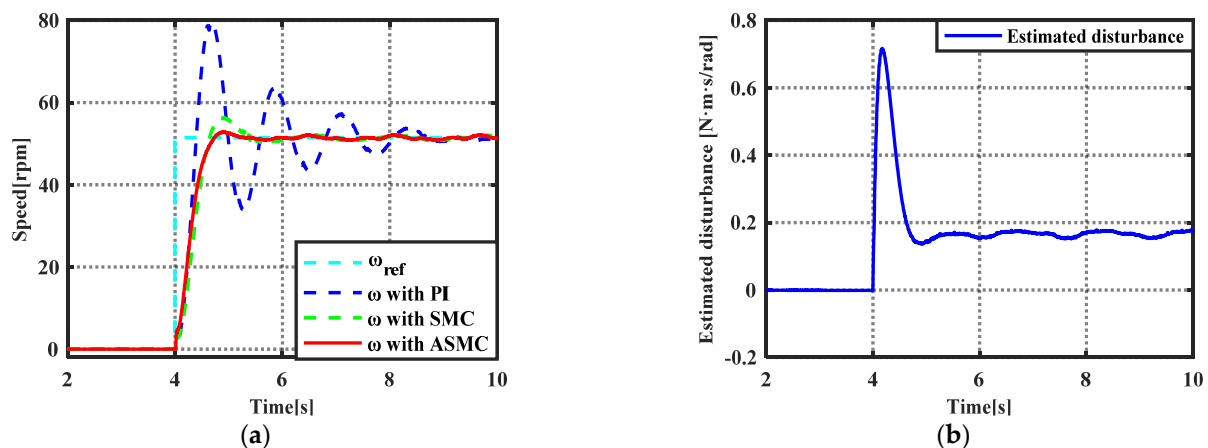 80
60
40
20
0
Speed[rpm]
ω_ref
ω with PI
ω with SMC
ω with ASMC
2 4 6 8 10
Time[s]
(a)
0.8
0.6
0.4
0.2
0
-0.2
Estimated disturbance [N·m·s/rad]
Estimated disturbance
2 4 6 8 10
Time[s]
(b)